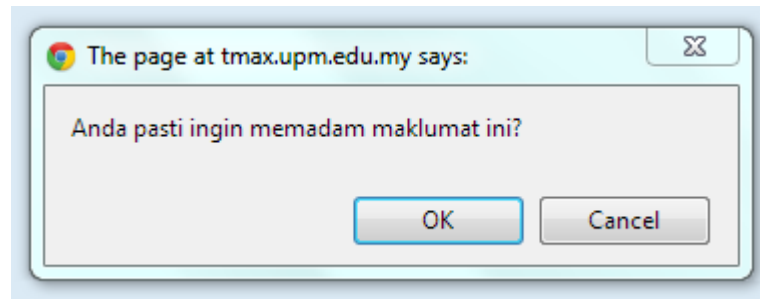 The page at tmax.upm.edu.my says:
Anda pasti ingin memadam maklumat ini?
OK Cancel